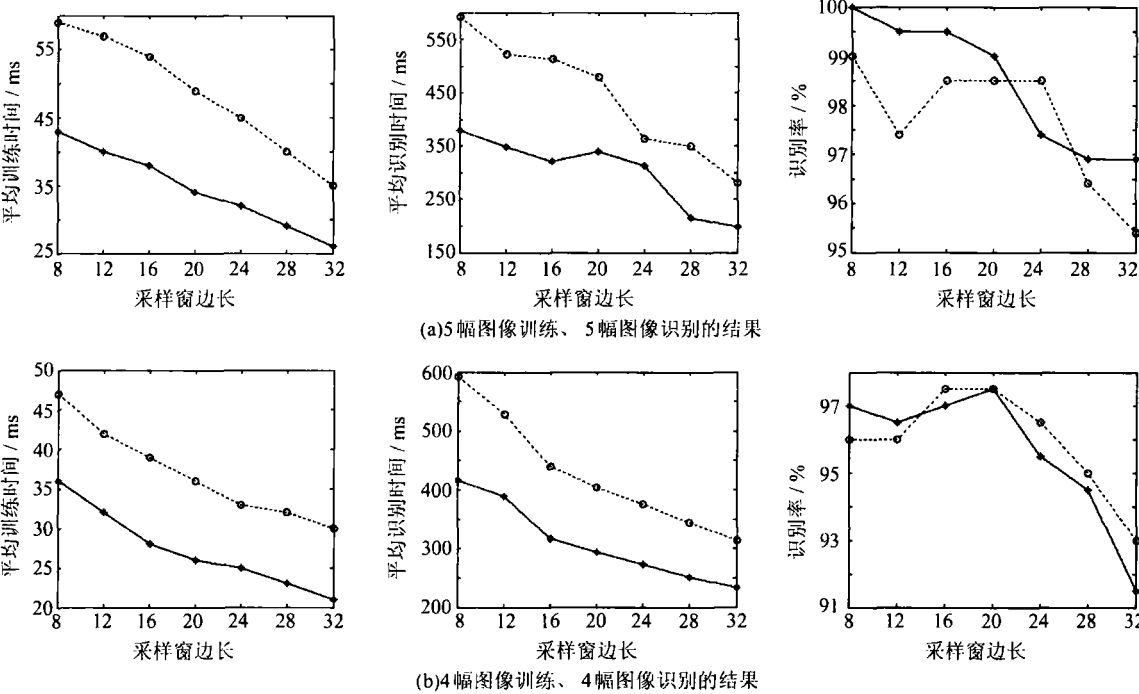 平均训练时间 / ms
55
45
35
25
8 12 16 20 24 28 32
采样窗边长
平均识别时间 / ms
550
450
350
250
150
8 12 16 20 24 28 32
采样窗边长
识别率 / %
100
99
98
97
96
95
8 12 16 20 24 28 32
采样窗边长
(a)5幅图像训练、 5幅图像识别的结果
平均训练时间 / ms
50
45
40
35
30
25
20
8 12 16 20 24 28 32
采样窗边长
平均识别时间 / ms
600
500
400
300
200
8 12 16 20 24 28 32
采样窗边长
识别率 / %
97
95
93
91
8 12 16 20 24 28 32
采样窗边长
(b)4幅图像训练、 4幅图像识别的结果